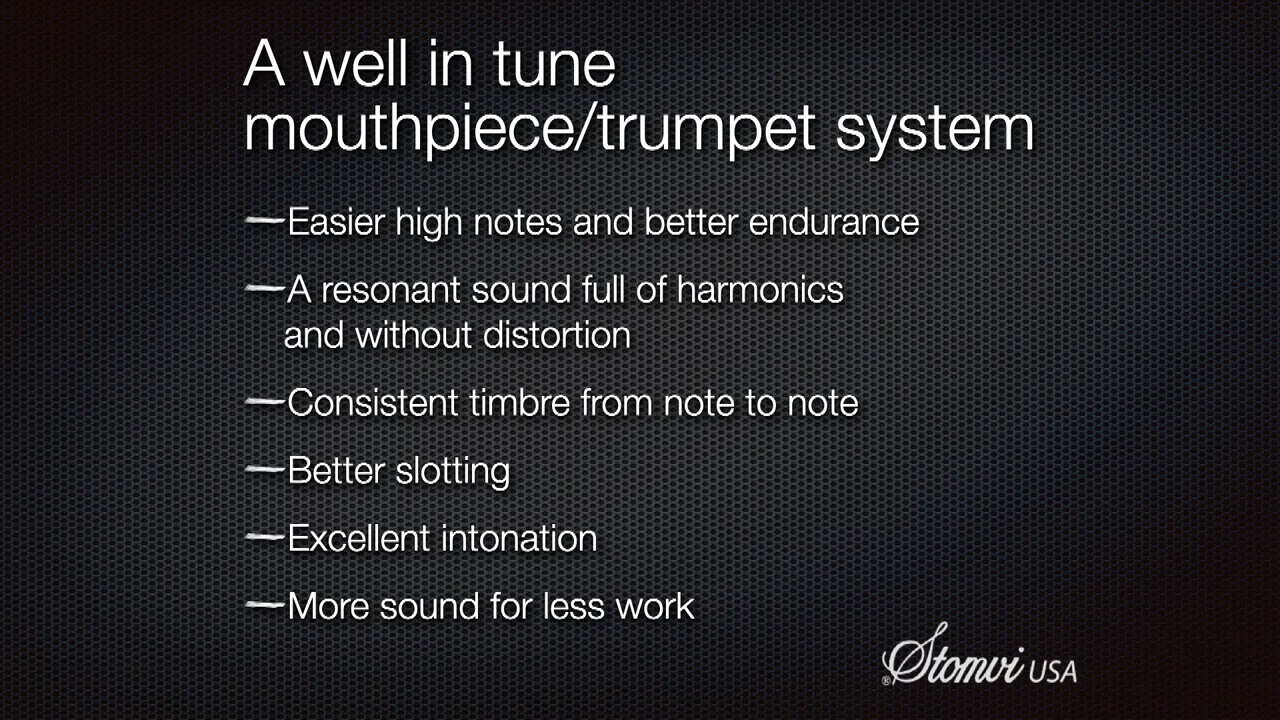 A well in tune
mouthpiece/trumpet system
—Easier high notes and better endurance
—A resonant sound full of harmonics
and without distortion
—Consistent timbre from note to note
—Better slotting
—Excellent intonation
—More sound for less work
®Stomvi USA